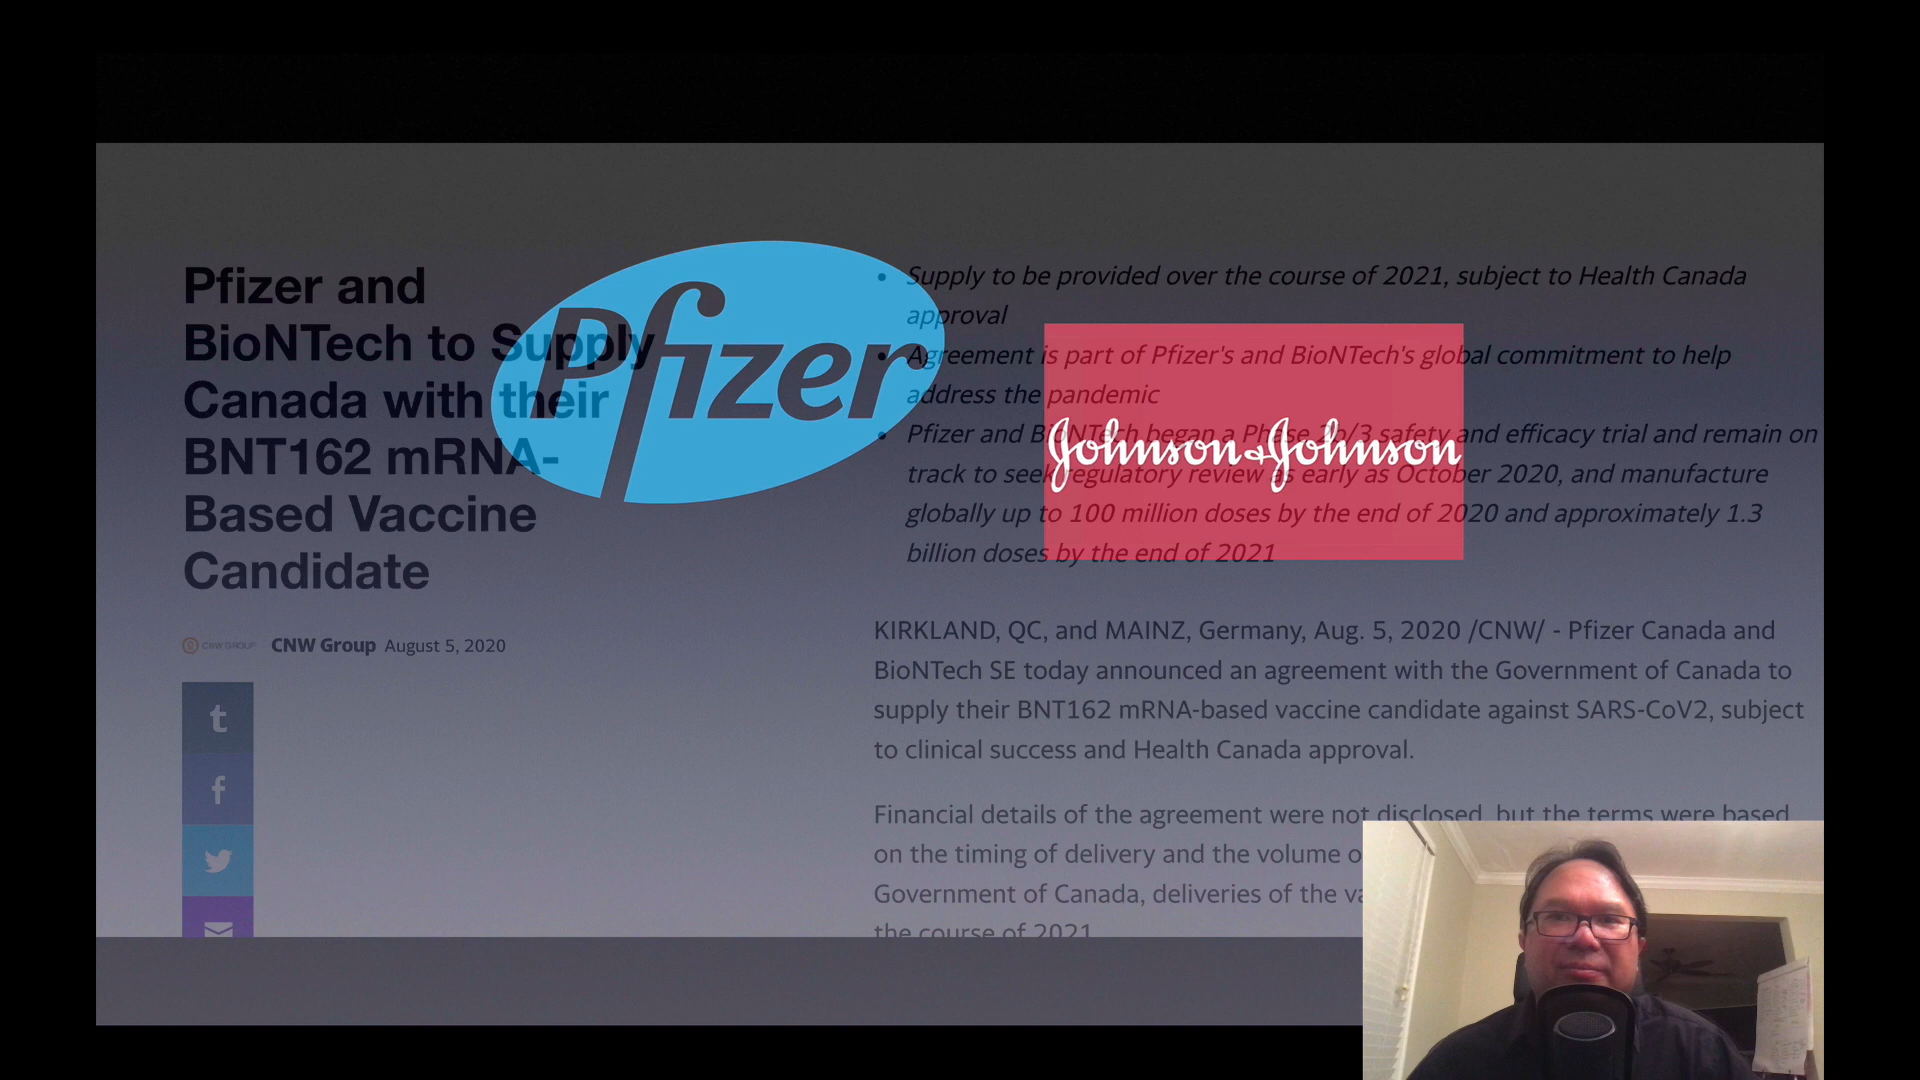 Pfizer and
BioNTech to Supply
Canada with their
BNT162 mRNA-
Based Vaccine
Candidate
CNW GROUP CNW Group August 5, 2020
t
f
Pfizer
• Supply to be provided over the course of 2021, subject to Health Canada
approval
• Agreement is part of Pfizer's and BioNTech's global commitment to help
address the pandemic
• Pfizer and BioNTech began a Phase 2b/3 safety and efficacy trial and remain on
track to seek regulatory review as early as October 2020, and manufacture
globally up to 100 million doses by the end of 2020 and approximately 1.3
billion doses by the end of 2021
Johnson & Johnson
KIRKLAND, QC, and MAINZ, Germany, Aug. 5, 2020 /CNW/ - Pfizer Canada and
BioNTech SE today announced an agreement with the Government of Canada to
supply their BNT162 mRNA-based vaccine candidate against SARS-CoV2, subject
to clinical success and Health Canada approval.
Financial details of the agreement were not disclosed, but the terms were based
on the timing of delivery and the volume o
Government of Canada, deliveries of the va
the course of 2021